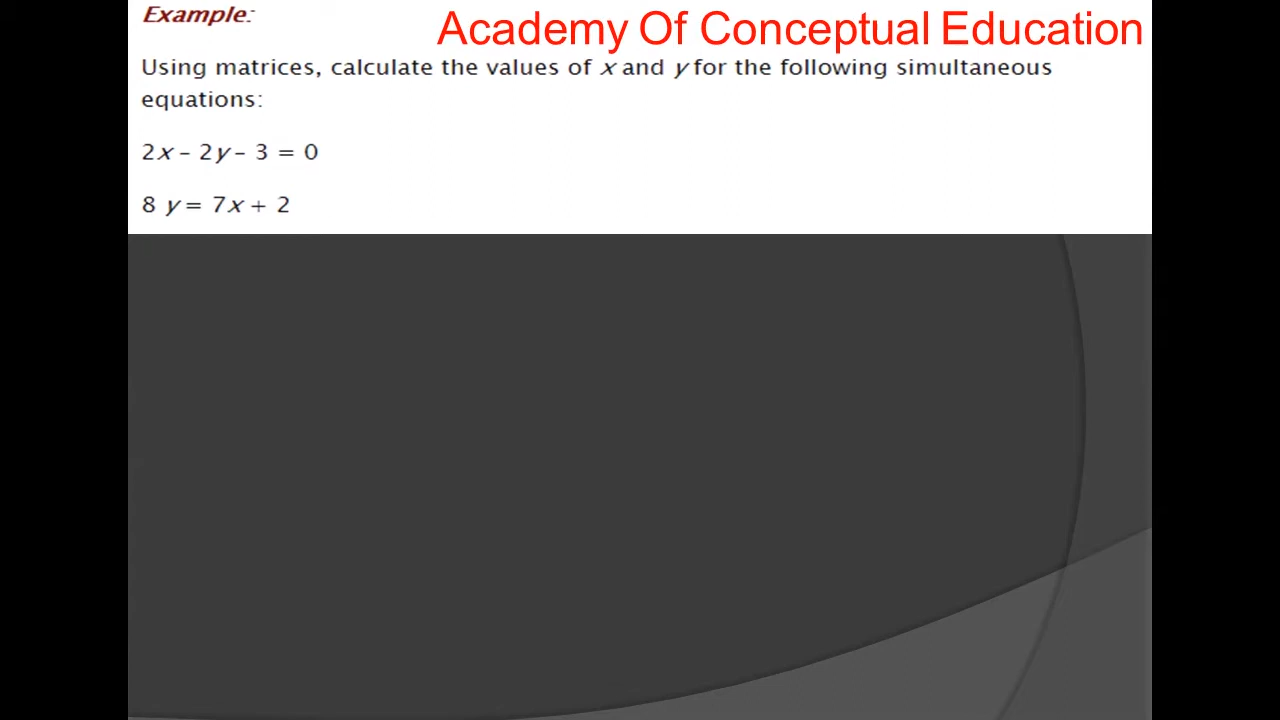 Example:
Academy Of Conceptual Education
Using matrices, calculate the values of x and y for the following simultaneous
equations:
2x – 2y – 3 = 0
8 y = 7x + 2